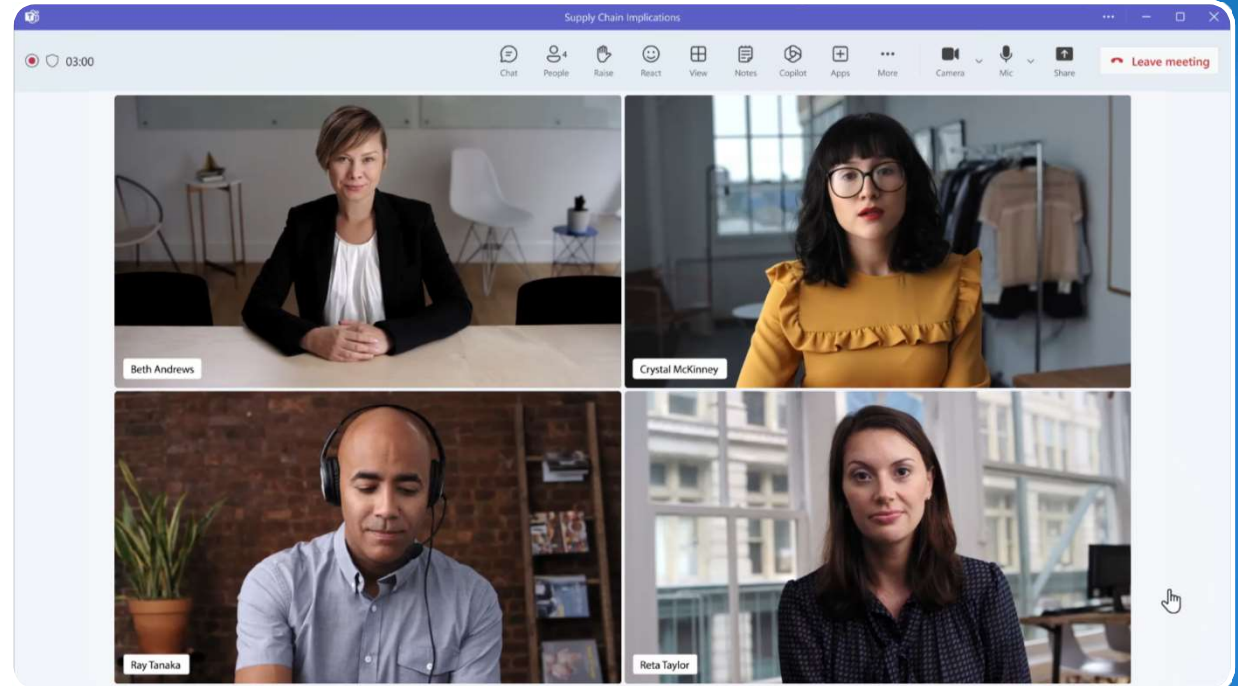 Supply Chain Implications
03:00
Chat
People
4
Raise
React
View
Notes
Copilot
Apps
More
Camera
Mic
Share
Leave meeting
Beth Andrews
Crystal McKinney
Ray Tanaka
Reta Taylor